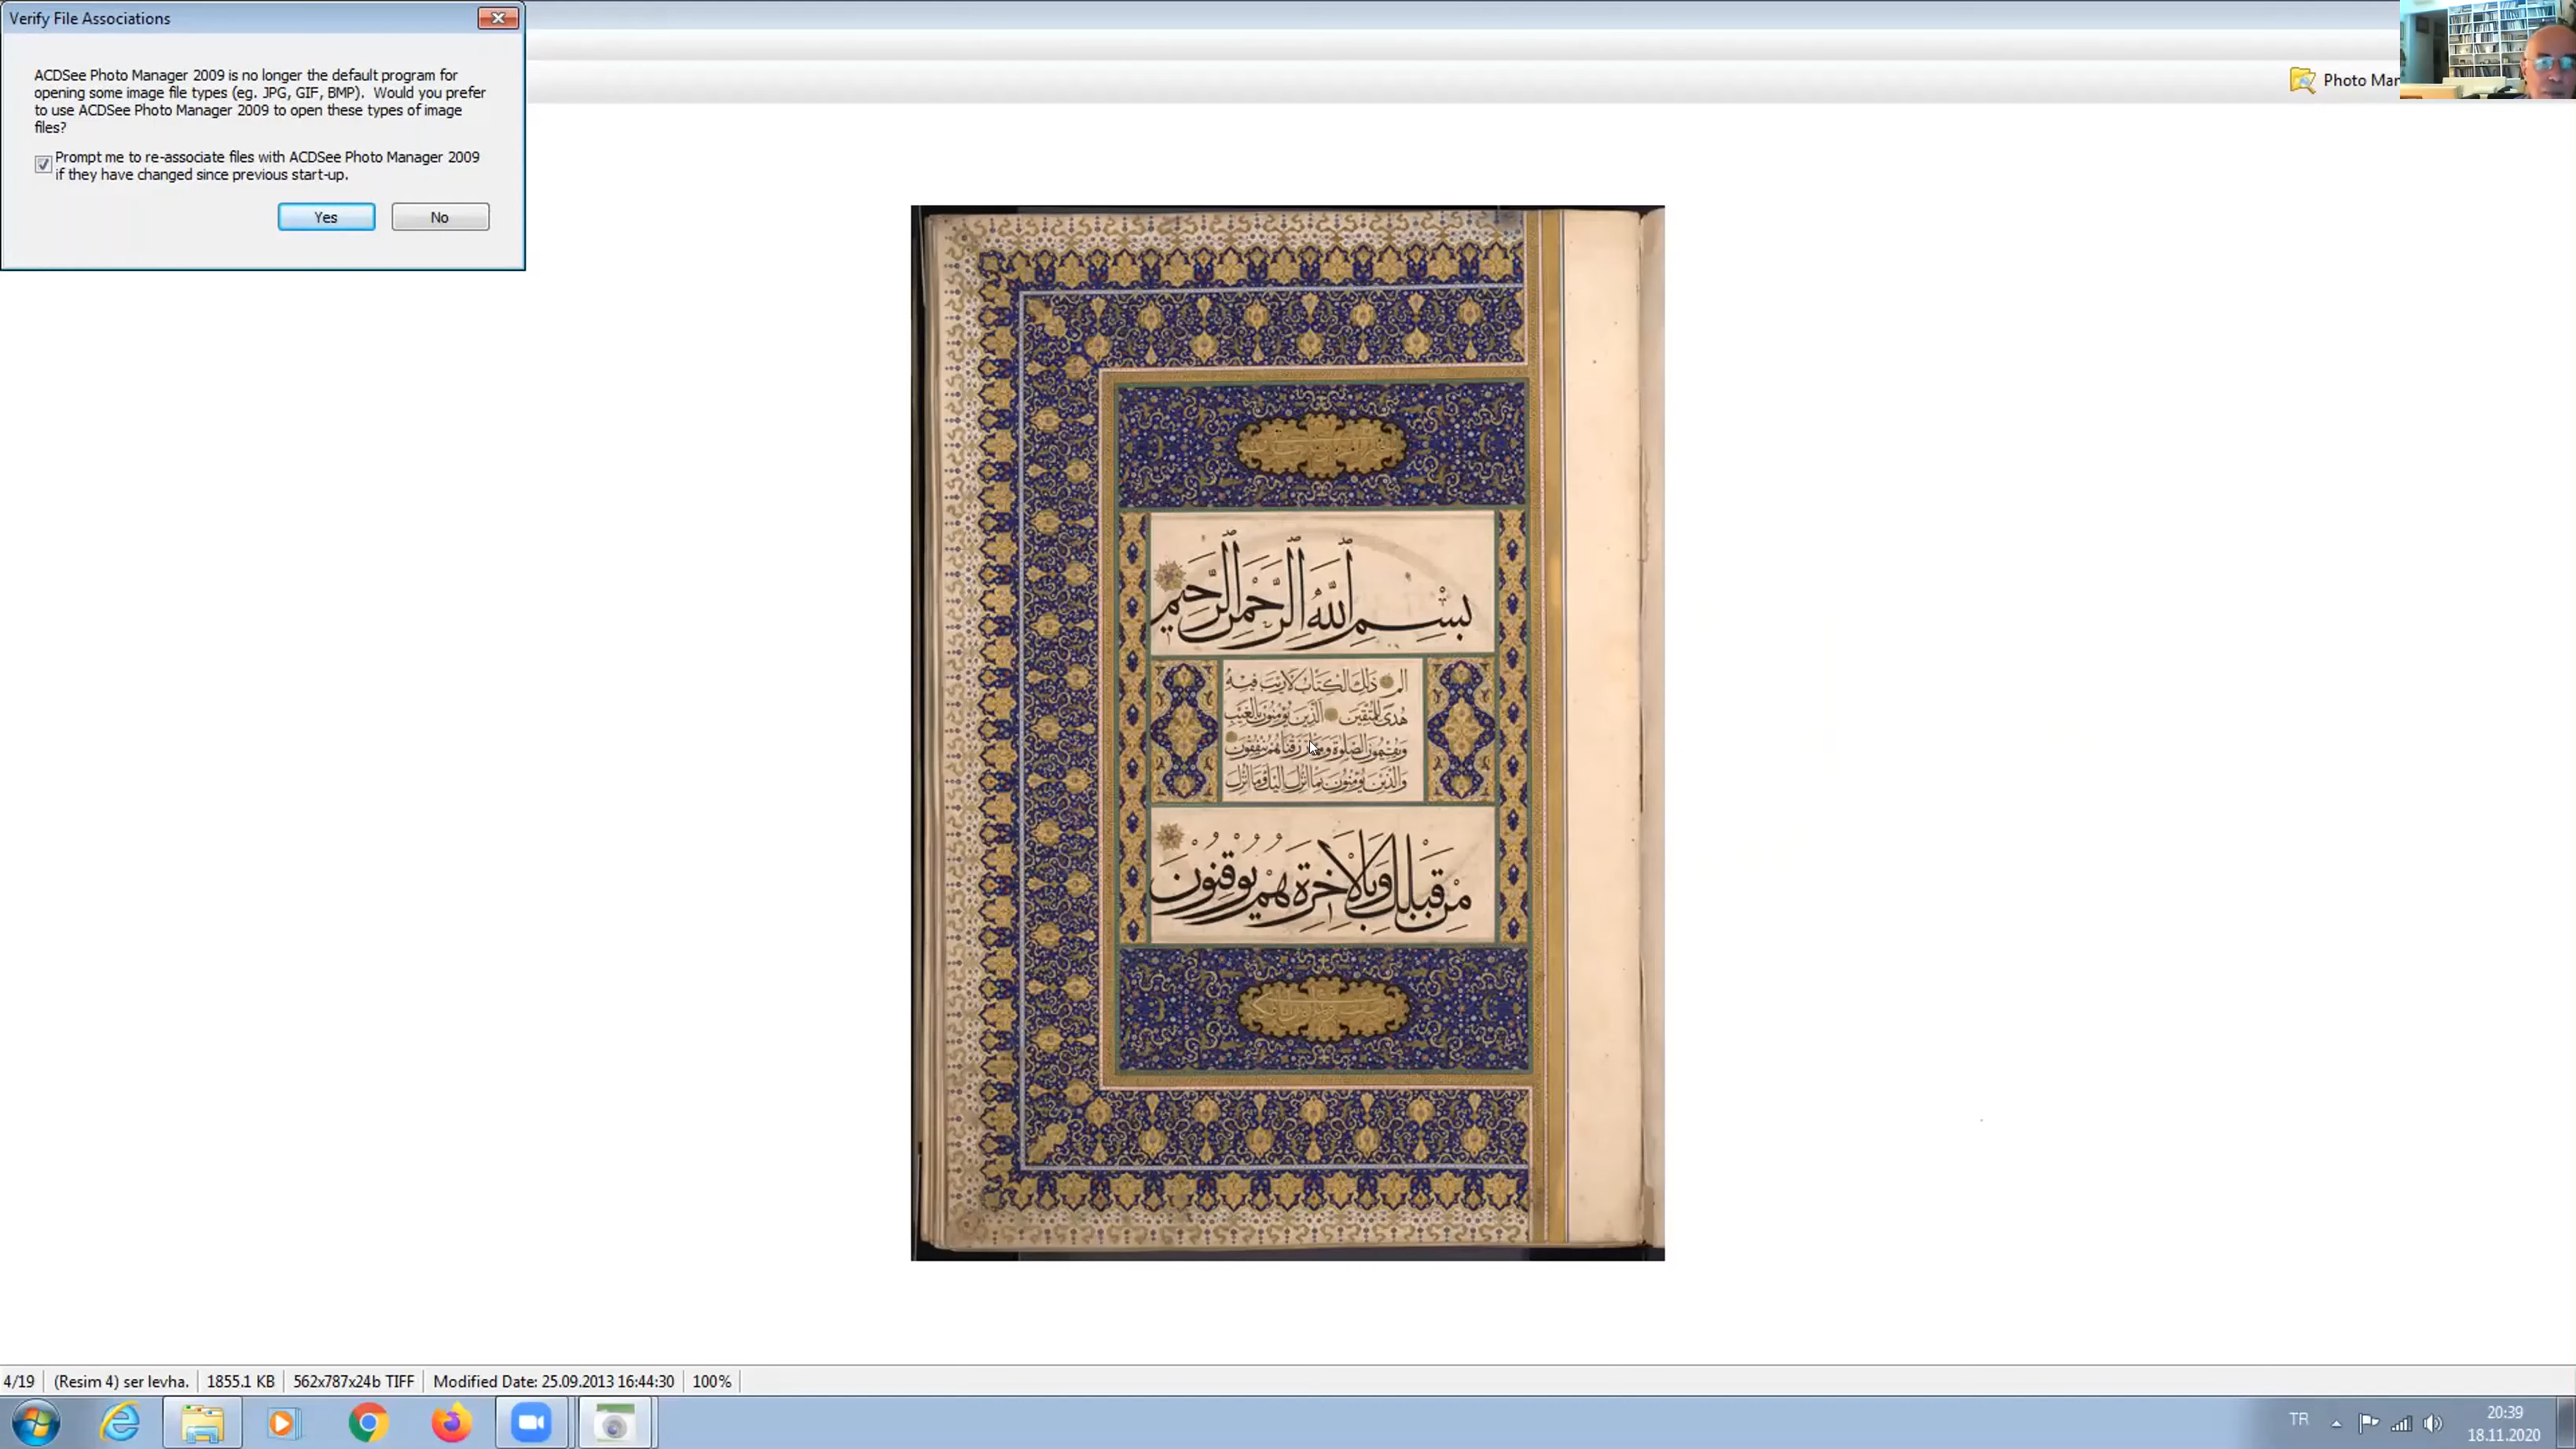 Verify File Associations
ACDSee Photo Manager 2009 is no longer the default program for
opening some image file types (eg. JPG, GIF, BMP). Would you prefer
to use ACDSee Photo Manager 2009 to open these types of image
files?
Prompt me to re-associate files with ACDSee Photo Manager 2009
if they have changed since previous start-up.
Yes No
Photo Mar
بسم الله الرحمن الرحيم
الم ذلك الكتاب لا ريب فيه
هدى للمتقين الذين يؤمنون بالغيب
ويقيمون الصلوة ومما رزقناهم ينفقون
والذين يؤمنون بما انزل اليك وما انزل
من قبلك وبالاخرة هم يوقنون
4/19 (Resim 4) ser levha. 1855.1 KB 562x787x24b TIFF Modified Date: 25.09.2013 16:44:30 100%
TR 20:39
18.11.2020